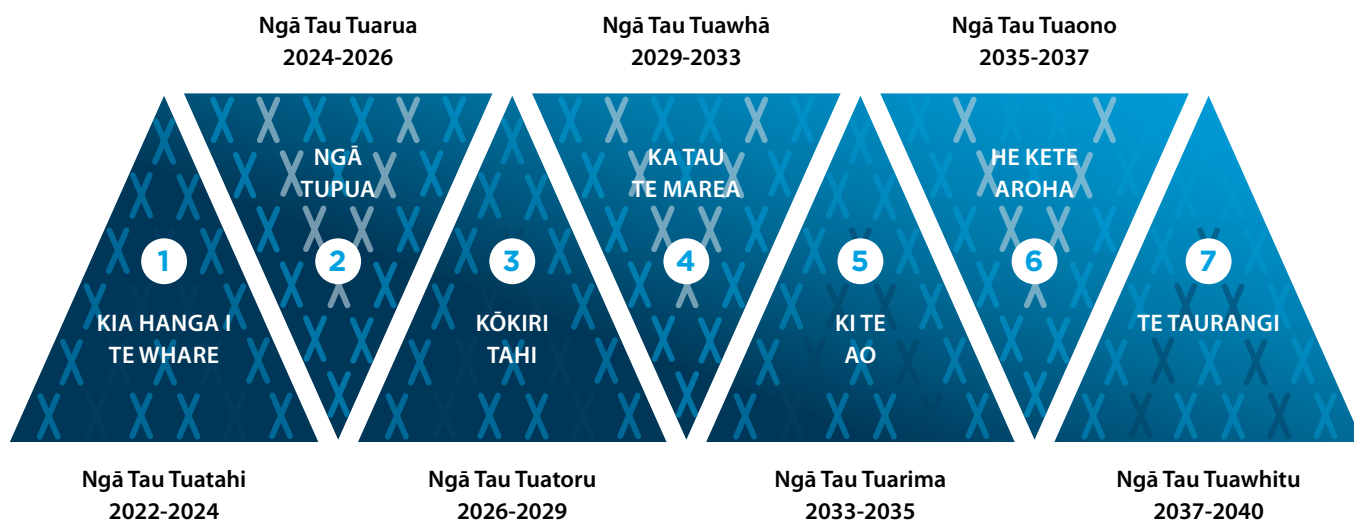 Ngā Tau Tuarua
2024-2026
Ngā Tau Tuawhā
2029-2033
Ngā Tau Tuaono
2035-2037
1
KIA HANGA I
TE WHARE
NGĀ
TUPUA
2
3
KŌKIRI
TAHI
KA TAU
TE MAREA
4
5
KI TE
AO
HE KETE
AROHA
6
7
TE TAURANGI
Ngā Tau Tuatahi
2022-2024
Ngā Tau Tuatoru
2026-2029
Ngā Tau Tuarima
2033-2035
Ngā Tau Tuawhitu
2037-2040